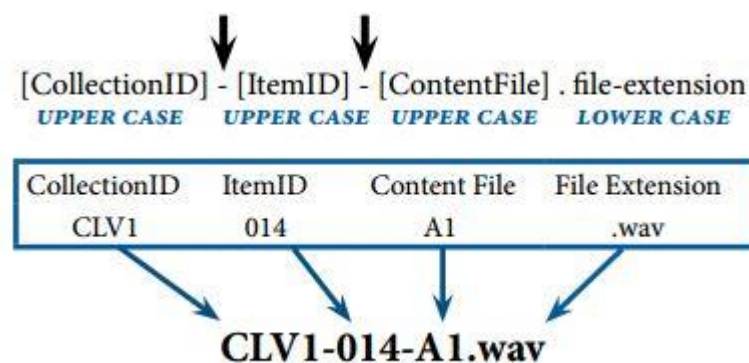 [CollectionID] - [ItemID] - [ContentFile] . file-extension
UPPER CASE UPPER CASE UPPER CASE LOWER CASE
CollectionID ItemID Content File File Extension
CLV1 014 A1 .wav
CLV1-014-A1.wav